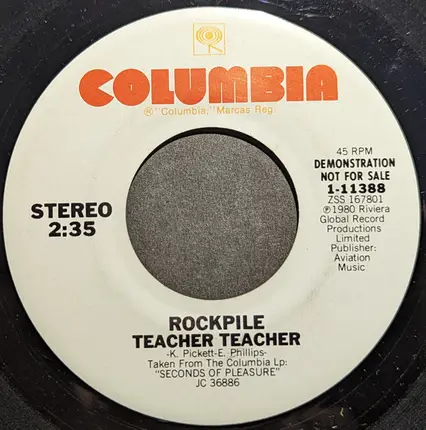 COLUMBIA
® "Columbia," Marcas Reg.
45 RPM
DEMONSTRATION
NOT FOR SALE
1-11388
ZSS 167801
℗ 1980 Riviera
Global Record
Productions
Limited
Publisher:
Aviation
Music
STEREO
2:35
ROCKPILE
TEACHER TEACHER
-K. Pickett-E. Phillips-
Taken From The Columbia Lp:
"SECONDS OF PLEASURE"
JC 36886